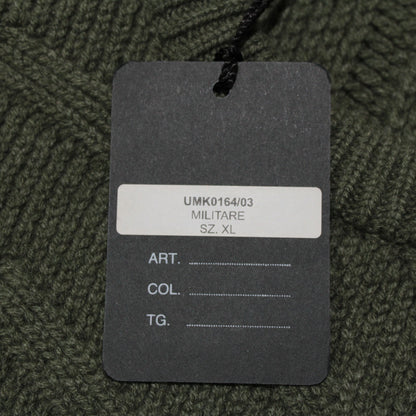 UMK0164/03
MILITARE
SZ. XL
ART. ........................
COL. ........................
TG. ........................